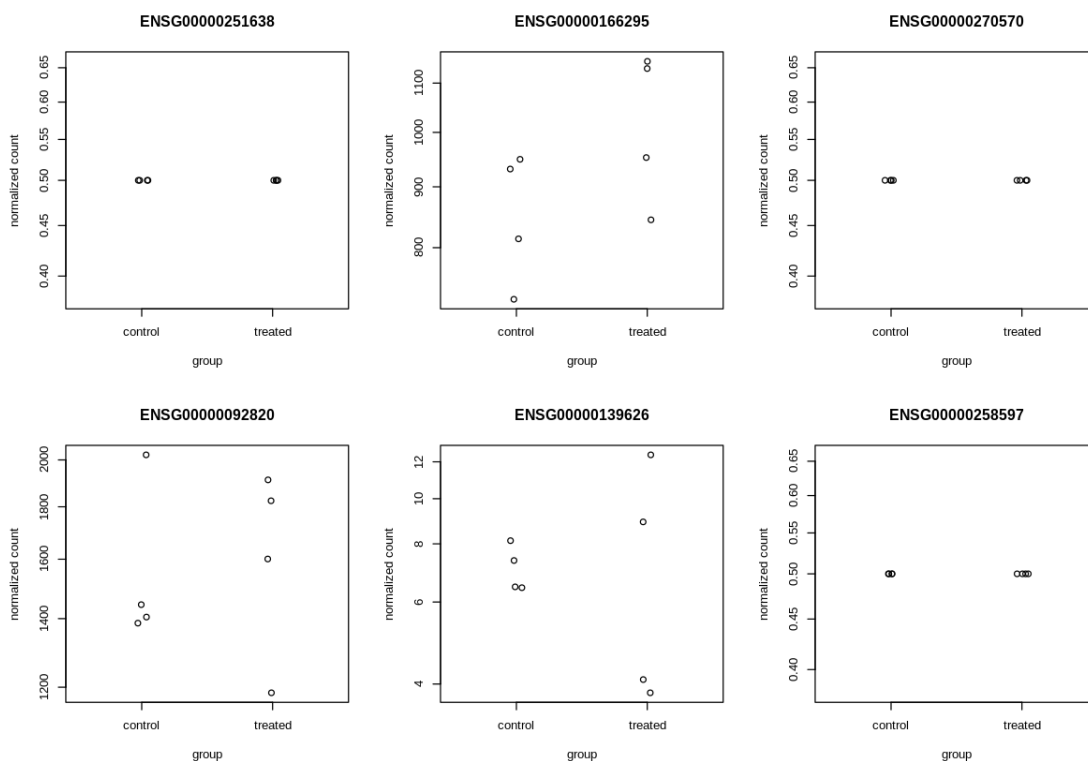 ENSG00000251638
normalized count
0.65
0.60
0.55
0.50
0.45
0.40
control treated
group
ENSG00000166295
normalized count
1100
1000
900
800
control treated
group
ENSG00000270570
normalized count
0.65
0.60
0.55
0.50
0.45
0.40
control treated
group
ENSG00000092820
normalized count
2000
1800
1600
1400
1200
control treated
group
ENSG00000139626
normalized count
12
10
8
6
4
control treated
group
ENSG00000258597
normalized count
0.65
0.60
0.55
0.50
0.45
0.40
control treated
group